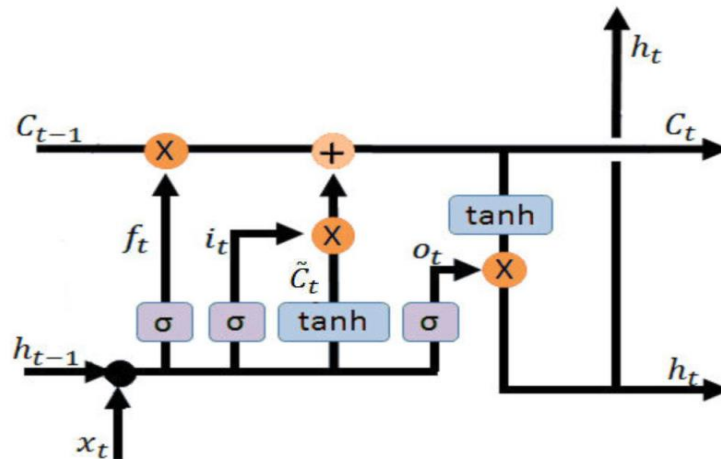 h_t
C_{t-1}
C_t
X
+
tanh
f_t
i_t
X
o_t
X
C̃_t
σ
σ
tanh
σ
h_{t-1}
h_t
x_t